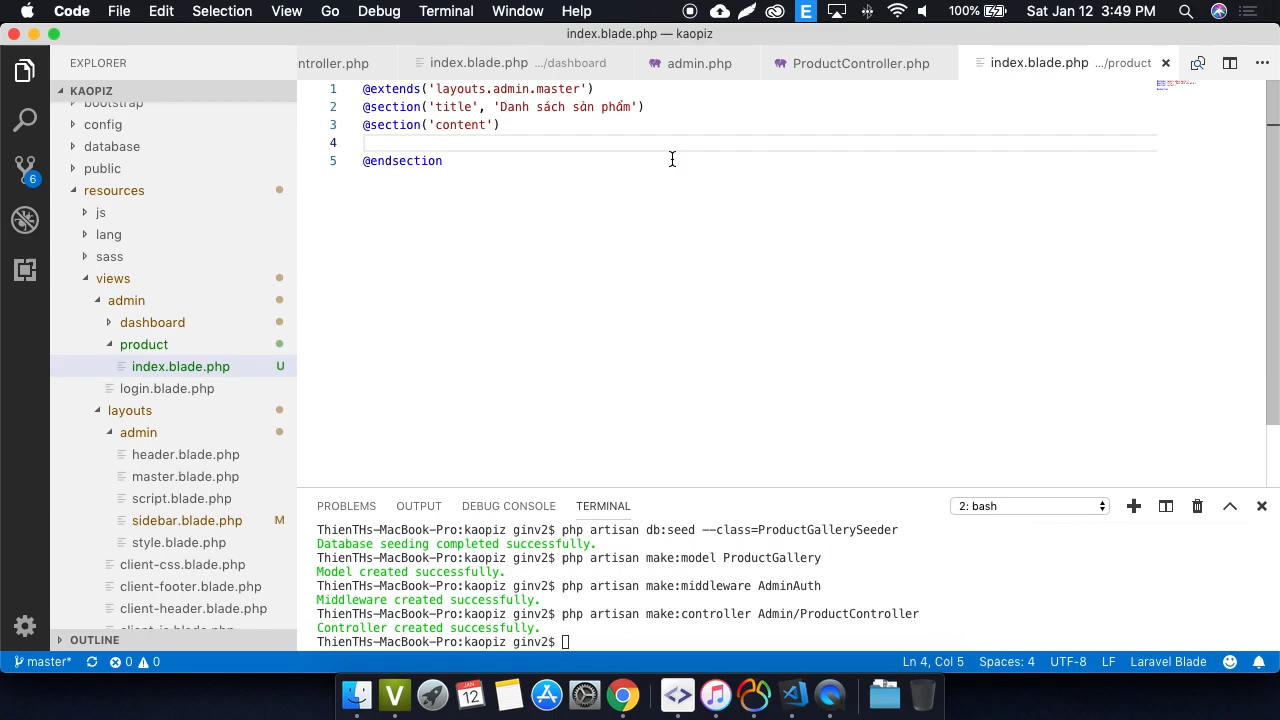 Code File Edit Selection View Go Debug Terminal Window Help E 100% Sat Jan 12 3:49 PM
index.blade.php — kaopiz
EXPLORER
ntroller.php index.blade.php .../dashboard admin.php ProductController.php index.blade.php .../product
KAOPIZ
bootstrap
config
database
public
resources
js
lang
sass
views
admin
dashboard
product
index.blade.php U
login.blade.php
layouts
admin
header.blade.php
master.blade.php
script.blade.php
sidebar.blade.php M
style.blade.php
client-css.blade.php
client-footer.blade.php
client-header.blade.php
client-js.blade.php
OUTLINE
6
1 @extends('layouts.admin.master')
2 @section('title', 'Danh sách sản phẩm')
3 @section('content')
4
5 @endsection
PROBLEMS OUTPUT DEBUG CONSOLE TERMINAL 2: bash
ThienTHs-MacBook-Pro:kaopiz ginv2$ php artisan db:seed --class=ProductGallerySeeder
Database seeding completed successfully.
ThienTHs-MacBook-Pro:kaopiz ginv2$ php artisan make:model ProductGallery
Model created successfully.
ThienTHs-MacBook-Pro:kaopiz ginv2$ php artisan make:middleware AdminAuth
Middleware created successfully.
ThienTHs-MacBook-Pro:kaopiz ginv2$ php artisan make:controller Admin/ProductController
Controller created successfully.
ThienTHs-MacBook-Pro:kaopiz ginv2$
master* 0 0 Ln 4, Col 5 Spaces: 4 UTF-8 LF Laravel Blade
V JAN 12